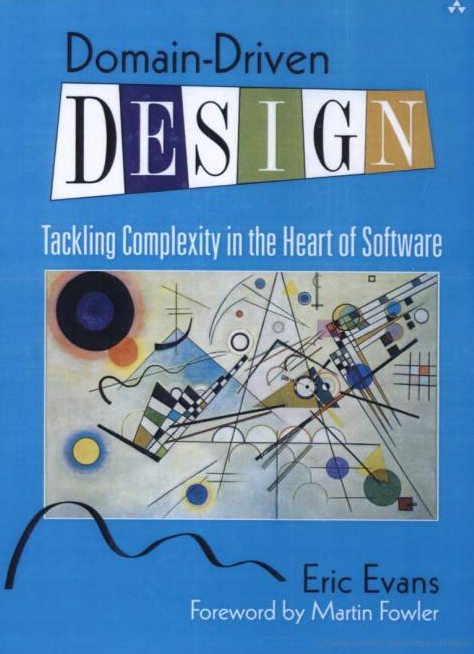 Domain-Driven
DESIGN
Tackling Complexity in the Heart of Software
Eric Evans
Foreword by Martin Fowler